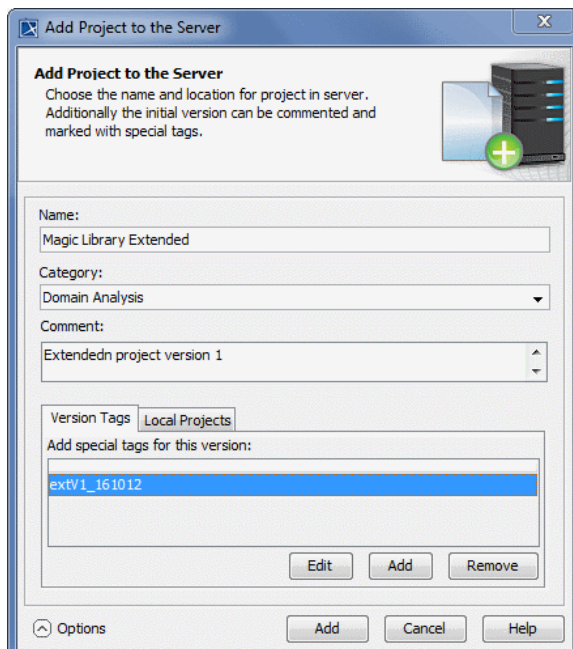 Add Project to the Server
X
Add Project to the Server
Choose the name and location for project in server.
Additionally the initial version can be commented and
marked with special tags.
Name:
Magic Library Extended
Category:
Domain Analysis
Comment:
Extendedn project version 1
Version Tags Local Projects
Add special tags for this version:
extV1_161012
Edit Add Remove
Options Add Cancel Help